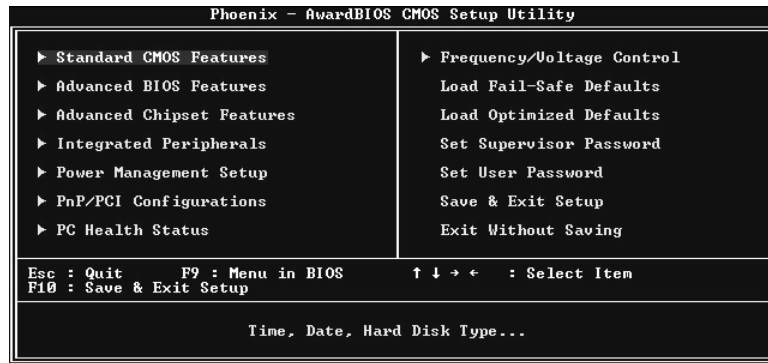 Phoenix - AwardBIOS CMOS Setup Utility
▶ Standard CMOS Features
▶ Advanced BIOS Features
▶ Advanced Chipset Features
▶ Integrated Peripherals
▶ Power Management Setup
▶ PnP/PCI Configurations
▶ PC Health Status
▶ Frequency/Voltage Control
Load Fail-Safe Defaults
Load Optimized Defaults
Set Supervisor Password
Set User Password
Save & Exit Setup
Exit Without Saving
Esc : Quit F9 : Menu in BIOS ↑ ↓ → ← : Select Item
F10 : Save & Exit Setup
Time, Date, Hard Disk Type...